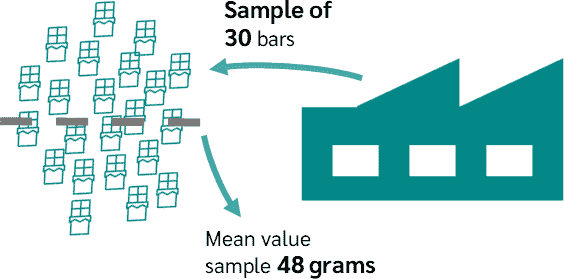 Sample of
30 bars
Mean value
sample 48 grams